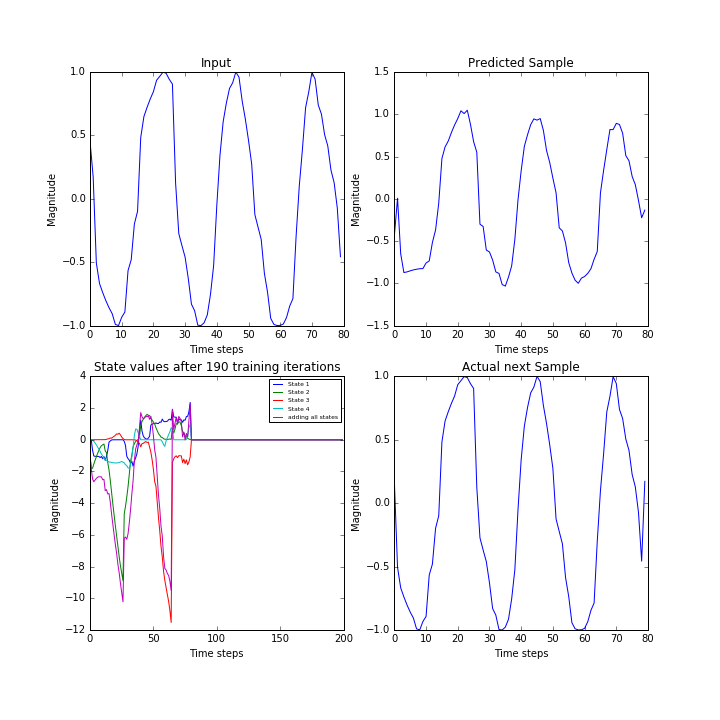 Input
Magnitude
1.0
0.5
0.0
−0.5
−1.0
0 10 20 30 40 50 60 70 80
Time steps
Predicted Sample
Magnitude
1.5
1.0
0.5
0.0
−0.5
−1.0
−1.5
0 10 20 30 40 50 60 70 80
Time steps
State values after 190 training iterations
Magnitude
4
2
0
−2
−4
−6
−8
−10
−12
0 50 100 150 200
Time steps
State 1
State 2
State 3
State 4
adding all states
Actual next Sample
Magnitude
1.0
0.5
0.0
−0.5
−1.0
0 10 20 30 40 50 60 70 80
Time steps